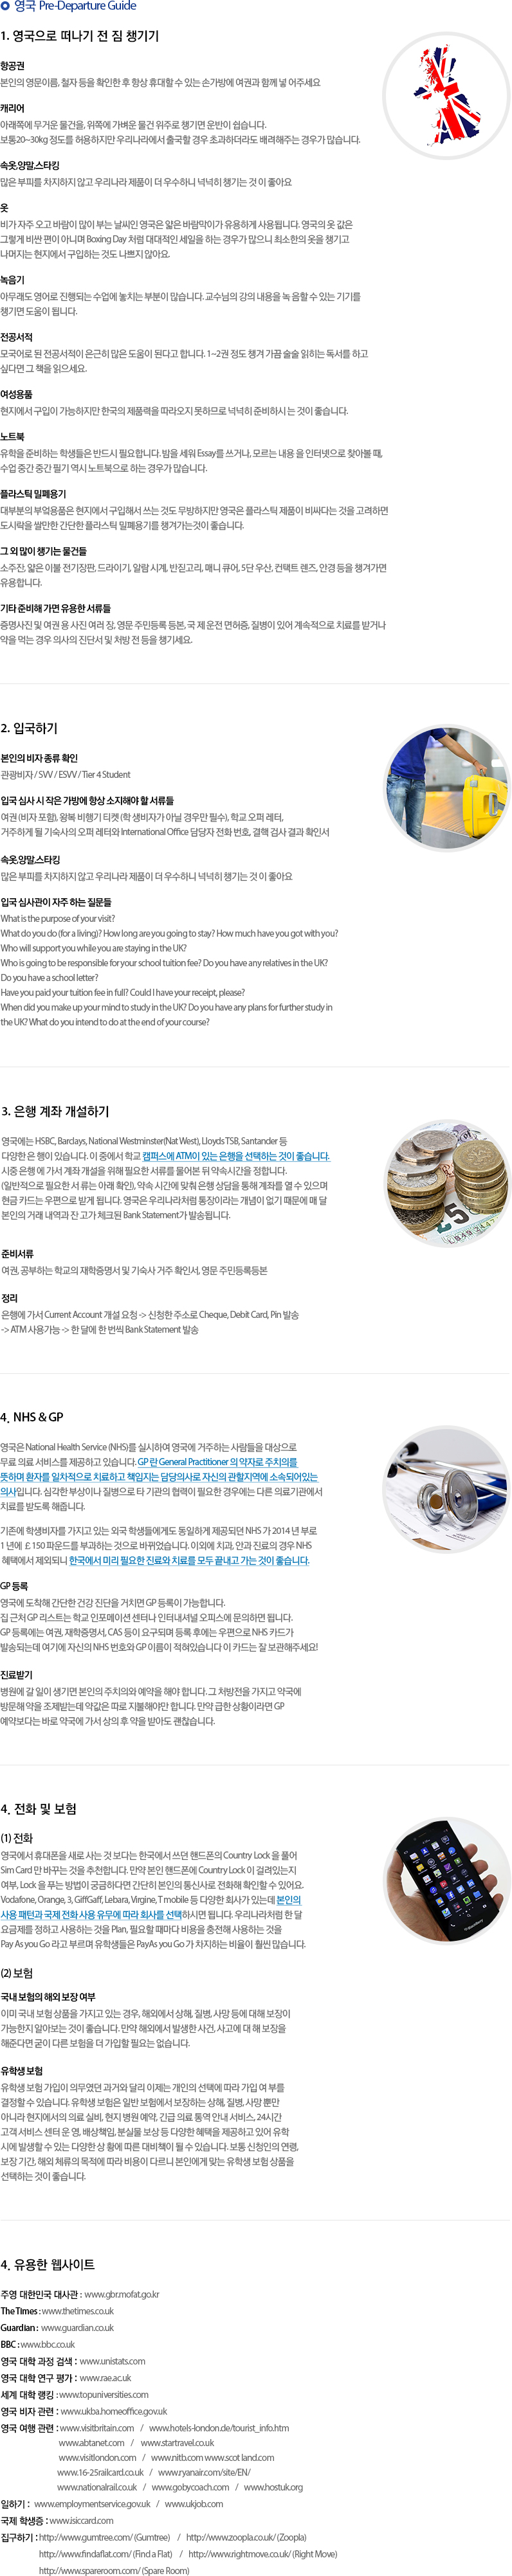 영국 Pre-Departure Guide
1. 영국으로 떠나기 전 짐 챙기기
항공권
본인의 영문이름, 철자 등을 확인한 후 항상 휴대할 수 있는 손가방에 여권과 함께 넣 어주세요
캐리어
아래쪽에 무거운 물건을, 위쪽에 가벼운 물건 위주로 챙기면 운반이 쉽습니다.
보통20~30kg 정도를 허용하지만 우리나라에서 출국할 경우 초과하더라도 배려해주는 경우가 많습니다.
속옷,양말,스타킹
많은 부피를 차지하지 않고 우리나라 제품이 더 우수하니 넉넉히 챙기는 것 이 좋아요
옷
비가 자주 오고 바람이 많이 부는 날씨인 영국은 얇은 바람막이가 유용하게 사용됩니다. 영국의 옷 값은
그렇게 비싼 편이 아니며 Boxing Day 처럼 대대적인 세일을 하는 경우가 많으니 최소한의 옷을 챙기고
나머지는 현지에서 구입하는 것도 나쁘지 않아요.
녹음기
아무래도 영어로 진행되는 수업에 놓치는 부분이 많습니다. 교수님의 강의 내용을 녹 음할 수 있는 기기를
챙기면 도움이 됩니다.
전공서적
모국어로 된 전공서적이 은근히 많은 도움이 된다고 합니다. 1~2권 정도 챙겨 가끔 술술 읽히는 독서를 하고
싶다면 그 책을 읽으세요.
여성용품
현지에서 구입이 가능하지만 한국의 제품력을 따라오지 못하므로 넉넉히 준비하시 는 것이 좋습니다.
노트북
유학을 준비하는 학생들은 반드시 필요합니다. 밤을 세워 Essay를 쓰거나, 모르는 내용 을 인터넷으로 찾아볼 때,
수업 중간 중간 필기 역시 노트북으로 하는 경우가 많습니다.
플라스틱 밀폐용기
대부분의 부엌용품은 현지에서 구입해서 쓰는 것도 무방하지만 영국은 플라스틱 제품이 비싸다는 것을 고려하면
도시락을 쌀만한 간단한 플라스틱 밀폐용기를 챙겨가는것이 좋습니다.
그 외 많이 챙기는 물건들
소주잔, 얇은 이불 전기장판, 드라이기, 알람 시계, 반짇고리, 매니 큐어, 5단 우산, 컨택트 렌즈, 안경 등을 챙겨가면
유용합니다.
기타 준비해 가면 유용한 서류들
증명사진 및 여권 용 사진 여러 장, 영문 주민등록 등본, 국 제 운전 면허증, 질병이 있어 계속적으로 치료를 받거나
약을 먹는 경우 의사의 진단서 및 처방 전 등을 챙기세요.
2. 입국하기
본인의 비자 종류 확인
관광비자 / SVV / ESVV / Tier 4 Student
입국 심사 시 작은 가방에 항상 소지해야 할 서류들
여권 (비자 포함), 왕복 비행기 티켓 (학 생비자가 아닐 경우만 필수), 학교 오퍼 레터,
거주하게 될 기숙사의 오퍼 레터와 International Office 담당자 전화 번호, 결핵 검사 결과 확인서
속옷,양말,스타킹
많은 부피를 차지하지 않고 우리나라 제품이 더 우수하니 넉넉히 챙기는 것 이 좋아요
입국 심사관이 자주 하는 질문들
What is the purpose of your visit?
What do you do (for a living)? How long are you going to stay? How much have you got with you?
Who will support you while you are staying in the UK?
Who is going to be responsible for your school tuition fee? Do you have any relatives in the UK?
Do you have a school letter?
Have you paid your tuition fee in full? Could I have your receipt, please?
When did you make up your mind to study in the UK? Do you have any plans for further study in
the UK? What do you intend to do at the end of your course?
3. 은행 계좌 개설하기
영국에는 HSBC, Barclays, National Westminster(Nat West), Lloyds TSB, Santander 등
다양한 은 행이 있습니다. 이 중에서 학교 캠퍼스에 ATM이 있는 은행을 선택하는 것이 좋습니다.
시중 은행 에 가서 계좌 개설을 위해 필요한 서류를 물어본 뒤 약속시간을 정합니다.
(일반적으로 필요한 서 류는 아래 확인), 약속 시간에 맞춰 은행 상담을 통해 계좌를 열 수 있으며
현금 카드는 우편으로 받게 됩니다. 영국은 우리나라처럼 통장이라는 개념이 없기 때문에 매 달
본인의 거래 내역과 잔 고가 체크된 Bank Statement가 발송됩니다.
준비서류
여권, 공부하는 학교의 재학증명서 및 기숙사 거주 확인서, 영문 주민등록등본
정리
은행에 가서 Current Account 개설 요청 -> 신청한 주소로 Cheque, Debit Card, Pin 발송
-> ATM 사용가능 -> 한 달에 한 번씩 Bank Statement 발송
4. NHS & GP
영국은 National Health Service (NHS)를 실시하여 영국에 거주하는 사람들을 대상으로
무료 의료 서비스를 제공하고 있습니다. GP 란 General Practitioner 의 약자로 주치의를
뜻하며 환자를 일차적으로 치료하고 책임지는 담당의사로 자신의 관할지역에 소속되어있는
의사입니다. 심각한 부상이나 질병으로 타 기관의 협력이 필요한 경우에는 다른 의료기관에서
치료를 받도록 해줍니다.
기존에 학생비자를 가지고 있는 외국 학생들에게도 동일하게 제공되던 NHS 가 2014 년 부로
1 년에 £ 150 파운드를 부과하는 것으로 바뀌었습니다. 이외에 치과, 안과 진료의 경우 NHS
혜택에서 제외되니 한국에서 미리 필요한 진료와 치료를 모두 끝내고 가는 것이 좋습니다.
GP 등록
영국에 도착해 간단한 건강 진단을 거치면 GP 등록이 가능합니다.
집 근처 GP 리스트는 학교 인포메이션 센터나 인터내셔널 오피스에 문의하면 됩니다.
GP 등록에는 여권, 재학증명서, CAS 등이 요구되며 등록 후에는 우편으로 NHS 카드가
발송되는데 여기에 자신의 NHS 번호와 GP 이름이 적혀있습니다 이 카드는 잘 보관해주세요!
진료받기
병원에 갈 일이 생기면 본인의 주치의와 예약을 해야 합니다. 그 처방전을 가지고 약국에
방문해 약을 조제받는데 약값은 따로 지불해야만 합니다. 만약 급한 상황이라면 GP
예약보다는 바로 약국에 가서 상의 후 약을 받아도 괜찮습니다.
4. 전화 및 보험
(1) 전화
영국에서 휴대폰을 새로 사는 것 보다는 한국에서 쓰던 핸드폰의 Country Lock 을 풀어
Sim Card 만 바꾸는 것을 추천합니다. 만약 본인 핸드폰에 Country Lock 이 걸려있는지
여부, Lock 을 푸는 방법이 궁금하다면 간단히 본인의 통신사로 전화해 확인할 수 있어요.
Vodafone, Orange, 3, GiffGaff, Lebara, Virgine, T mobile 등 다양한 회사가 있는데 본인의
사용 패턴과 국제 전화 사용 유무에 따라 회사를 선택하시면 됩니다. 우리나라처럼 한 달
요금제를 정하고 사용하는 것을 Plan, 필요할 때마다 비용을 충전해 사용하는 것을
Pay As you Go 라고 부르며 유학생들은 PayAs you Go 가 차지하는 비율이 훨씬 많습니다.
(2) 보험
국내 보험의 해외 보장 여부
이미 국내 보험 상품을 가지고 있는 경우, 해외에서 상해, 질병, 사망 등에 대해 보장이
가능한지 알아보는 것이 좋습니다. 만약 해외에서 발생한 사건, 사고에 대 해 보장을
해준다면 굳이 다른 보험을 더 가입할 필요는 없습니다.
유학생 보험
유학생 보험 가입이 의무였던 과거와 달리 이제는 개인의 선택에 따라 가입 여 부를
결정할 수 있습니다. 유학생 보험은 일반 보험에서 보장하는 상해, 질병, 사망 뿐만
아니라 현지에서의 의료 실비, 현지 병원 예약, 긴급 의료 통역 안내 서비스, 24시간
고객 서비스 센터 운 영, 배상책임, 분실물 보상 등 다양한 혜택을 제공하고 있어 유학
시에 발생할 수 있는 다양한 상 황에 따른 대비책이 될 수 있습니다. 보통 신청인의 연령,
보장 기간, 해외 체류의 목적에 따라 비용이 다르니 본인에게 맞는 유학생 보험 상품을
선택하는 것이 좋습니다.
4. 유용한 웹사이트
주영 대한민국 대사관 : www.gbr.mofat.go.kr
The Times : www.thetimes.co.uk
Guardian : www.guardian.co.uk
BBC : www.bbc.co.uk
영국 대학 과정 검색 : www.unistats.com
영국 대학 연구 평가 : www.rae.ac.uk
세계 대학 랭킹 : www.topuniversities.com
영국 비자 관련 : www.ukba.homeoffice.gov.uk
영국 여행 관련 : www.visitbritain.com / www.hotels-london.de/tourist_info.htm
www.abtanet.com / www.startravel.co.uk
www.visitlondon.com / www.nitb.com www.scot land.com
www.16-25railcard.co.uk / www.ryanair.com/site/EN/
www.nationalrail.co.uk / www.gobycoach.com / www.hostuk.org
일하기 : www.employmentservice.gov.uk / www.ukjob.com
국제 학생증 : www.isiccard.com
집구하기 : http://www.gumtree.com/ (Gumtree) / http://www.zoopla.co.uk/ (Zoopla)
http://www.findaflat.com/ (Find a Flat) / http://www.rightmove.co.uk/ (Right Move)
http://www.spareroom.com/ (Spare Room)